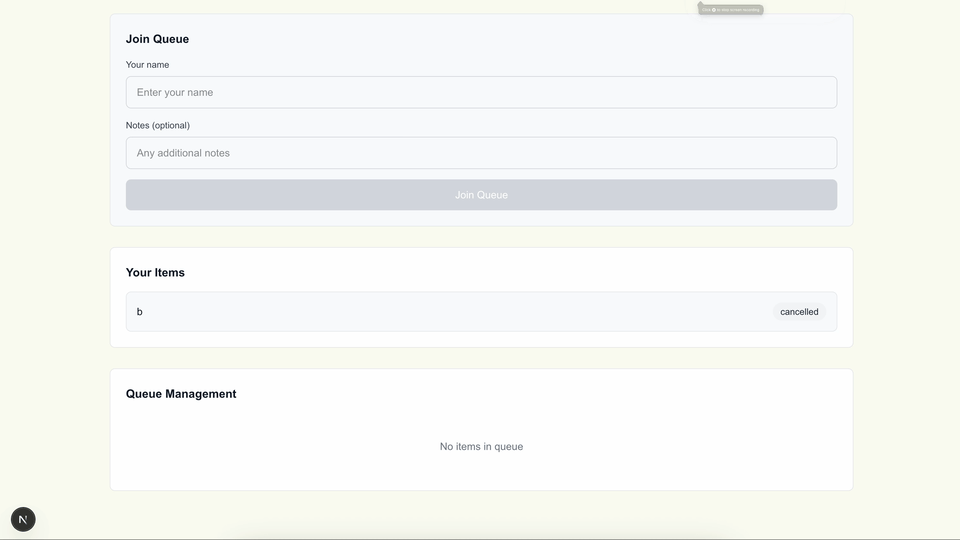 Join Queue
Your name
Enter your name
Notes (optional)
Any additional notes
Join Queue
Your Items
b
cancelled
Queue Management
No items in queue
N